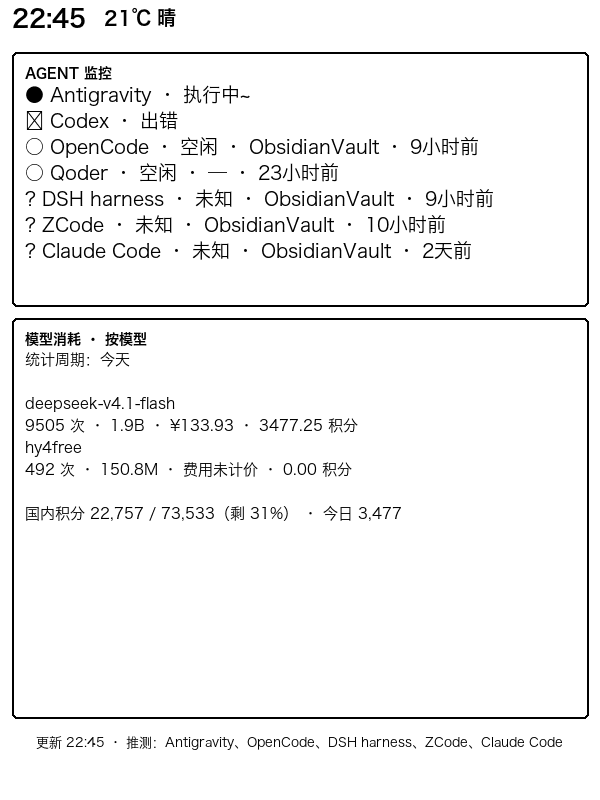 22:45 21℃ 晴
AGENT 监控
● Antigravity · 执行中~
☒ Codex · 出错
○ OpenCode · 空闲 · ObsidianVault · 9小时前
○ Qoder · 空闲 · — · 23小时前
? DSH harness · 未知 · ObsidianVault · 9小时前
? ZCode · 未知 · ObsidianVault · 10小时前
? Claude Code · 未知 · ObsidianVault · 2天前
模型消耗 · 按模型
统计周期：今天
deepseek-v4.1-flash
9505 次 · 1.9B · ¥133.93 · 3477.25 积分
hy4free
492 次 · 150.8M · 费用未计价 · 0.00 积分
国内积分 22,757 / 73,533（剩 31%） · 今日 3,477
更新 22:45 · 推测：Antigravity、OpenCode、DSH harness、ZCode、Claude Code